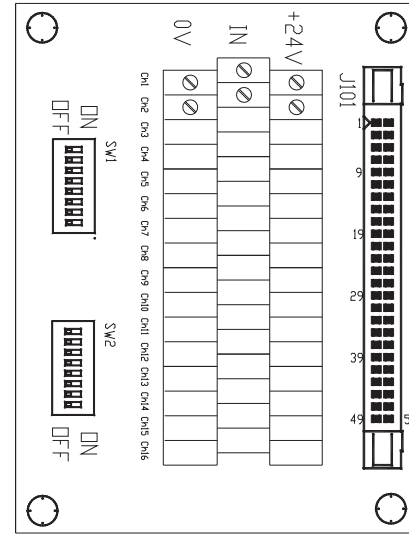 0V
IN
+24V
J101
Ch1
Ch2
Ch3
Ch4
Ch5
Ch6
Ch7
Ch8
Ch9
Ch10
Ch11
Ch12
Ch13
Ch14
Ch15
Ch16
ON
OFF
SW1
SW2
ON
OFF
1
9
19
29
39
49